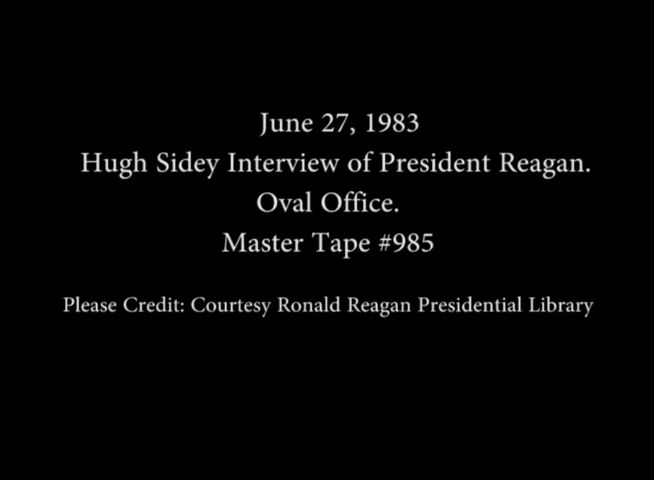 June 27, 1983
Hugh Sidey Interview of President Reagan.
Oval Office.
Master Tape #985
Please Credit: Courtesy Ronald Reagan Presidential Library